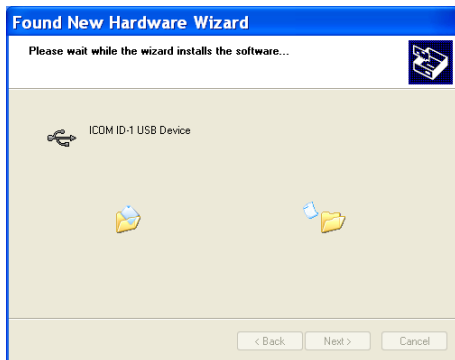 Found New Hardware Wizard
Please wait while the wizard installs the software...
ICOM ID-1 USB Device
< Back Next > Cancel